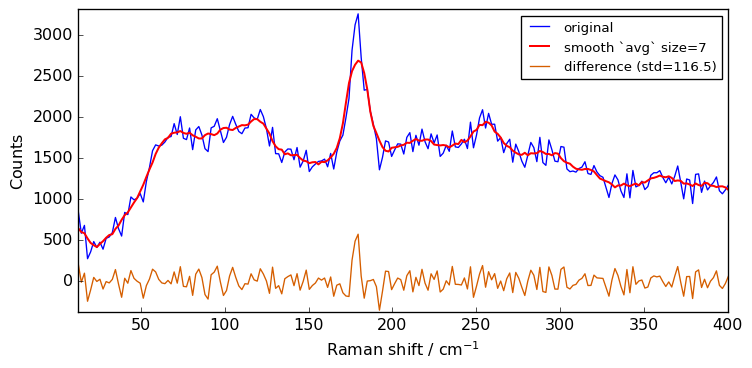 original
smooth `avg` size=7
difference (std=116.5)
3000
2500
2000
1500
1000
500
0
Counts
50 100 150 200 250 300 350 400
Raman shift / cm⁻¹